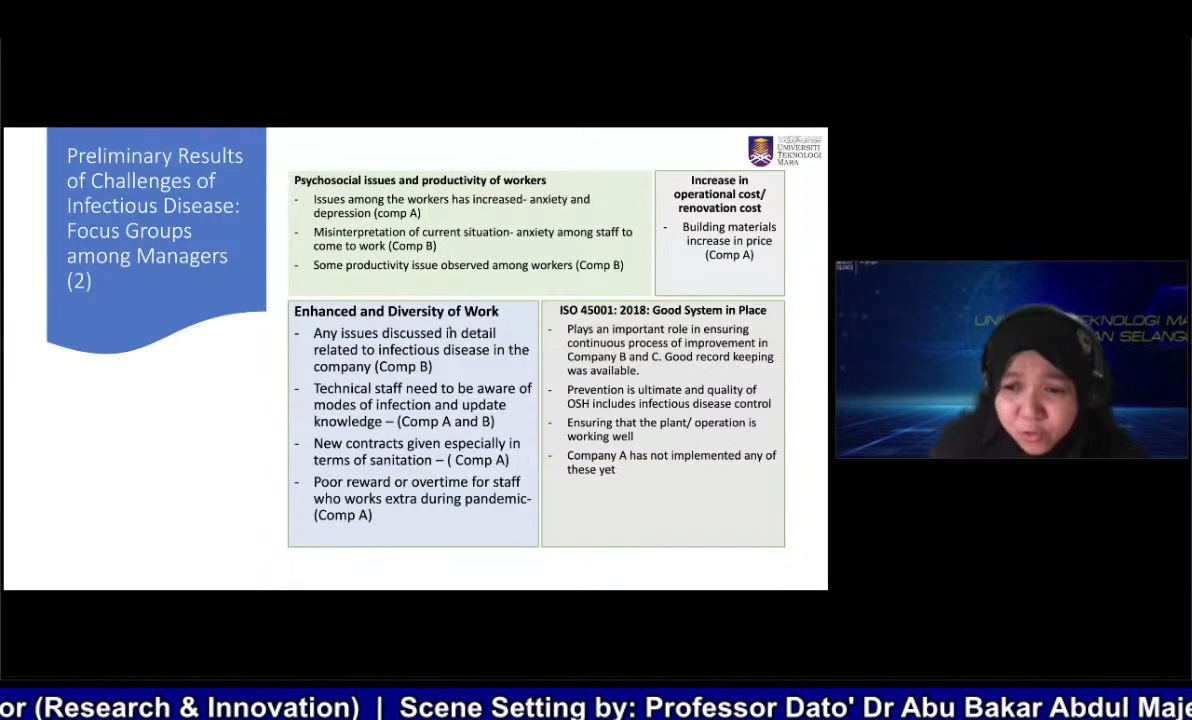 Preliminary Results
of Challenges of
Infectious Disease:
Focus Groups
among Managers
(2)
UNIVERSITI
TEKNOLOGI
MARA
Psychosocial issues and productivity of workers
- Issues among the workers has increased- anxiety and
depression (comp A)
- Misinterpretation of current situation- anxiety among staff to
come to work (Comp B)
- Some productivity issue observed among workers (Comp B)
Increase in
operational cost/
renovation cost
- Building materials
increase in price
(Comp A)
Enhanced and Diversity of Work
- Any issues discussed in detail
related to infectious disease in the
company (Comp B)
- Technical staff need to be aware of
modes of infection and update
knowledge – (Comp A and B)
- New contracts given especially in
terms of sanitation – ( Comp A)
- Poor reward or overtime for staff
who works extra during pandemic-
(Comp A)
ISO 45001: 2018: Good System in Place
- Plays an important role in ensuring
continuous process of improvement in
Company B and C. Good record keeping
was available.
- Prevention is ultimate and quality of
OSH includes infectious disease control
- Ensuring that the plant/ operation is
working well
- Company A has not implemented any of
these yet
UNI EKNOLOGI MA
AN SELANG
or (Research & Innovation) | Scene Setting by: Professor Dato' Dr Abu Bakar Abdul Maje